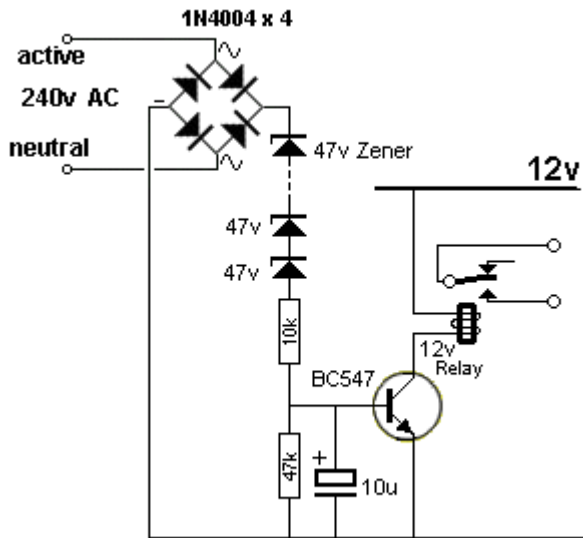 1N4004 x 4
active
240v AC
neutral
-
47v Zener
12v
47v
47v
10k
12v
Relay
BC547
47k
+
10u